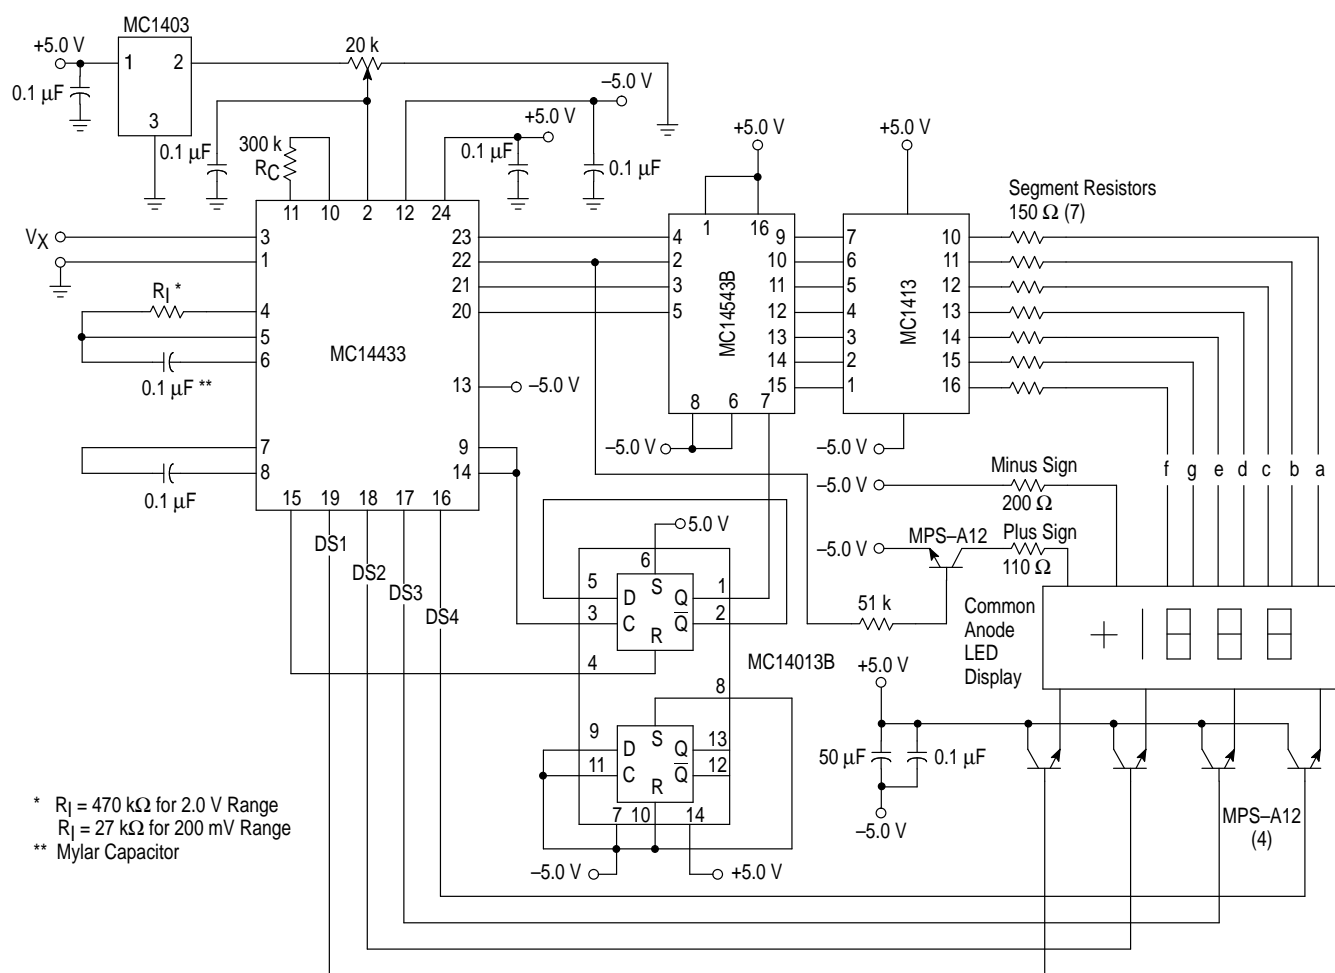 MC1403
+5.0 V
1
2
3
0.1 µF
20 k
–5.0 V
+5.0 V
0.1 µF
300 k
RC
0.1 µF
0.1 µF
11
10
2
12
24
VX
3
1
RI *
4
5
6
0.1 µF **
7
8
0.1 µF
MC14433
23
22
21
20
13
–5.0 V
9
14
15
19
18
17
16
DS1
DS2
DS3
DS4
+5.0 V
1
16
4
2
3
5
MC14543B
9
10
11
12
13
14
15
8
6
7
–5.0 V
+5.0 V
7
6
5
4
3
2
1
MC1413
10
11
12
13
14
15
16
–5.0 V
Segment Resistors
150 Ω (7)
f g e d c b a
Minus Sign
–5.0 V
200 Ω
MPS–A12
Plus Sign
–5.0 V
110 Ω
51 k
Common
Anode
LED
Display
5.0 V
6
5
D
S
Q
1
3
C
Q
2
R
4
MC14013B
8
9
D
S
Q
13
11
C
Q
12
R
7
10
14
–5.0 V
+5.0 V
+5.0 V
50 µF
0.1 µF
–5.0 V
MPS–A12
(4)
* RI = 470 kΩ for 2.0 V Range
RI = 27 kΩ for 200 mV Range
** Mylar Capacitor